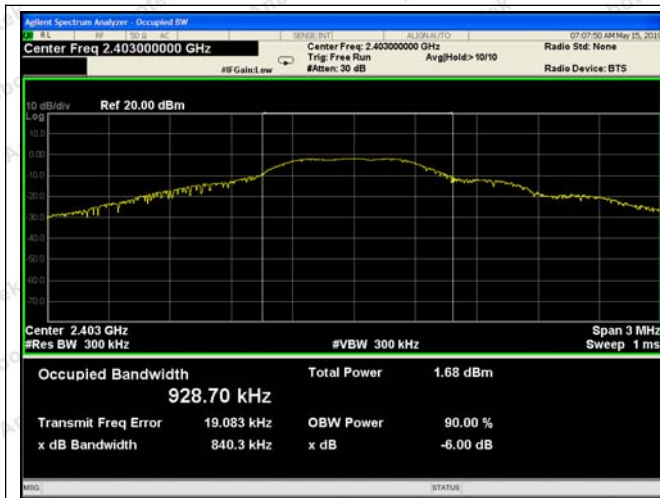 Agilent Spectrum Analyzer - Occupied BW
RL RF 50 Ω AC SENSE:INT ALIGN AUTO 07:07:50 AM May 15, 2019
Center Freq 2.403000000 GHz Center Freq: 2.403000000 GHz Radio Std: None
Trig: Free Run Avg|Hold:> 10/10
#IFGain:Low #Atten: 30 dB Radio Device: BTS
10 dB/div Ref 20.00 dBm
Log
10.0
0.00
-10.0
-20.0
-30.0
-40.0
-50.0
-60.0
-70.0
Center 2.403 GHz Span 3 MHz
#Res BW 300 kHz #VBW 300 kHz Sweep 1 ms
Occupied Bandwidth Total Power 1.68 dBm
928.70 kHz
Transmit Freq Error 19.083 kHz OBW Power 90.00 %
x dB Bandwidth 840.3 kHz x dB -6.00 dB
MSG STATUS